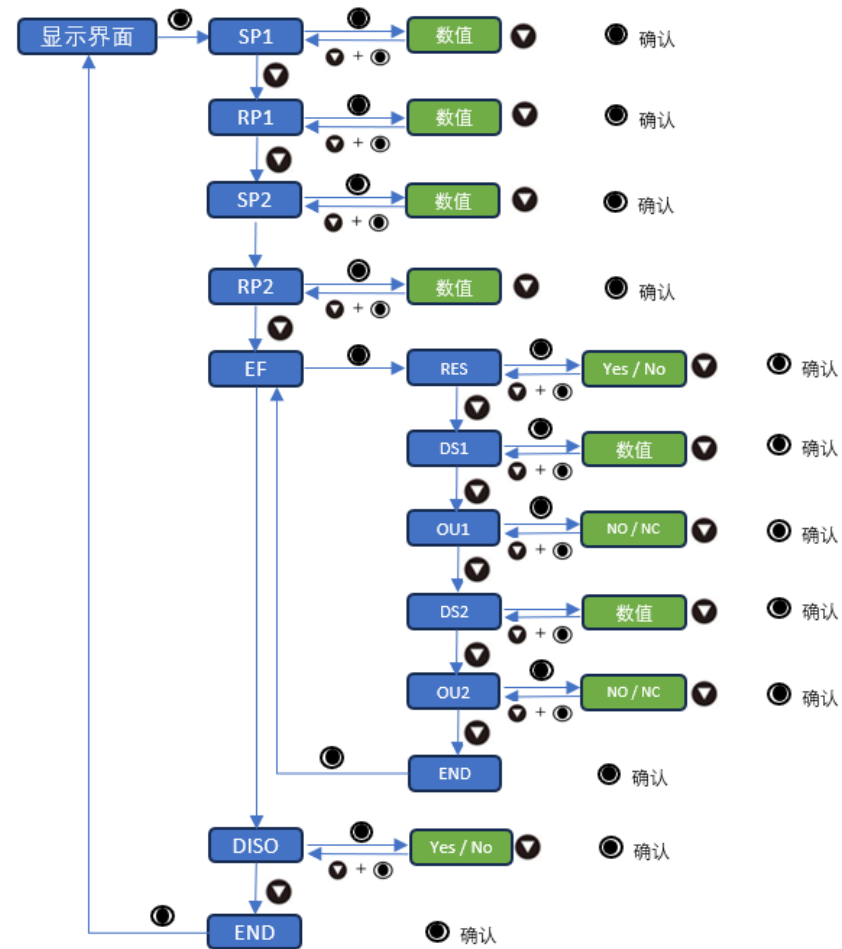 显示界面
SP1
数值
确认
+
RP1
数值
确认
+
SP2
数值
确认
+
RP2
数值
确认
+
EF
RES
Yes / No
确认
+
DS1
数值
确认
+
OU1
NO / NC
确认
+
DS2
数值
确认
+
OU2
NO / NC
确认
+
END
确认
DISO
Yes / No
确认
+
END
确认